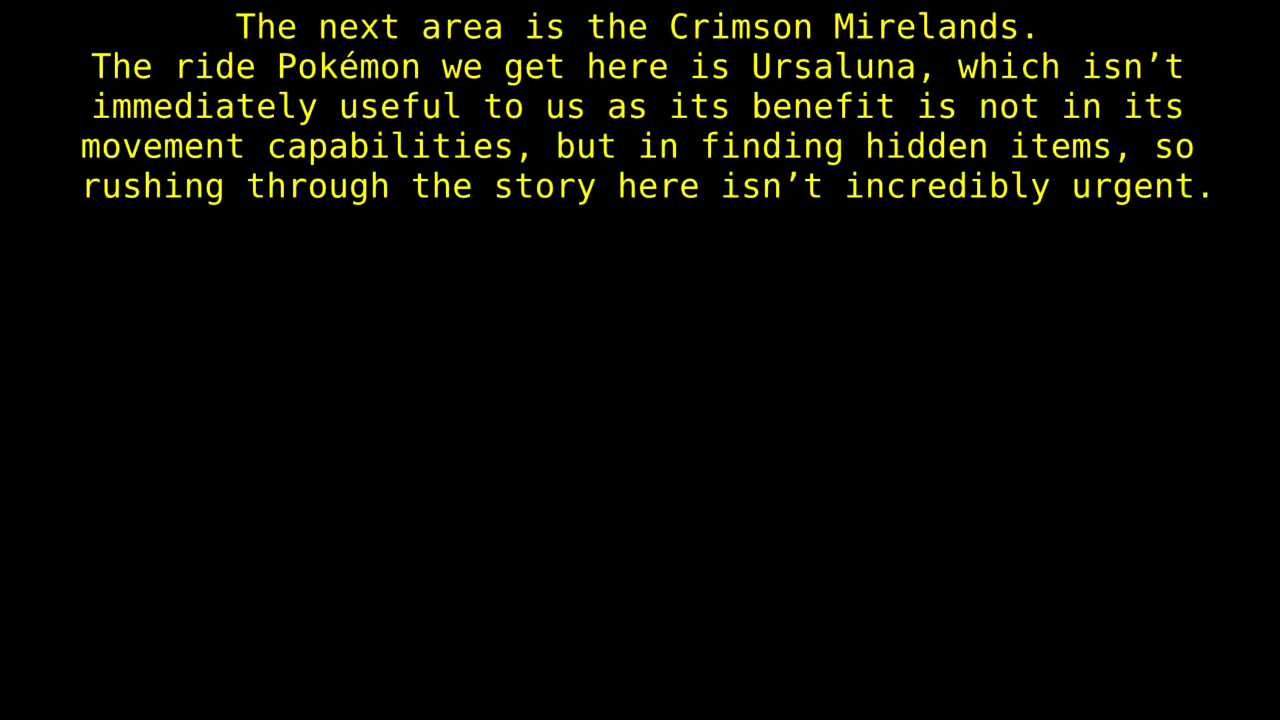 The next area is the Crimson Mirelands.
The ride Pokémon we get here is Ursaluna, which isn’t
immediately useful to us as its benefit is not in its
movement capabilities, but in finding hidden items, so
rushing through the story here isn’t incredibly urgent.